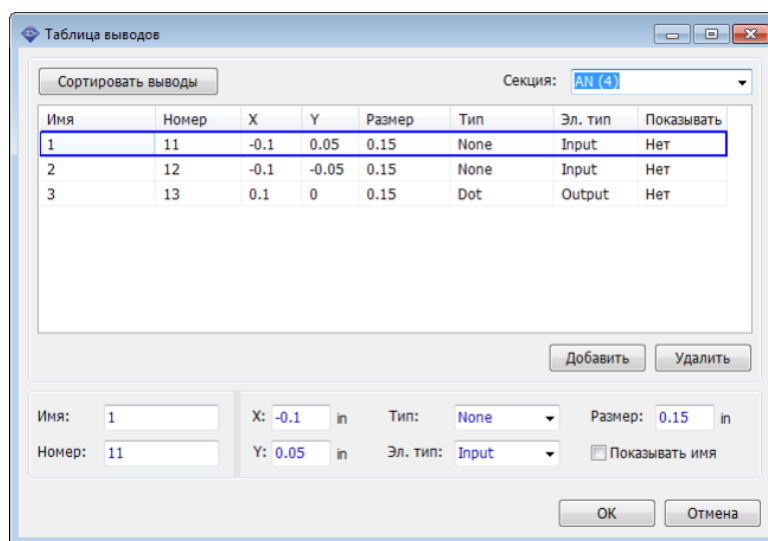 Таблица выводов
Сортировать выводы Секция: AN (4)
Имя Номер X Y Размер Тип Эл. тип Показывать
1 11 -0.1 0.05 0.15 None Input Нет
2 12 -0.1 -0.05 0.15 None Input Нет
3 13 0.1 0 0.15 Dot Output Нет
Добавить Удалить
Имя: 1 X: -0.1 in Тип: None Размер: 0.15 in
Номер: 11 Y: 0.05 in Эл. тип: Input Показывать имя
OK Отмена